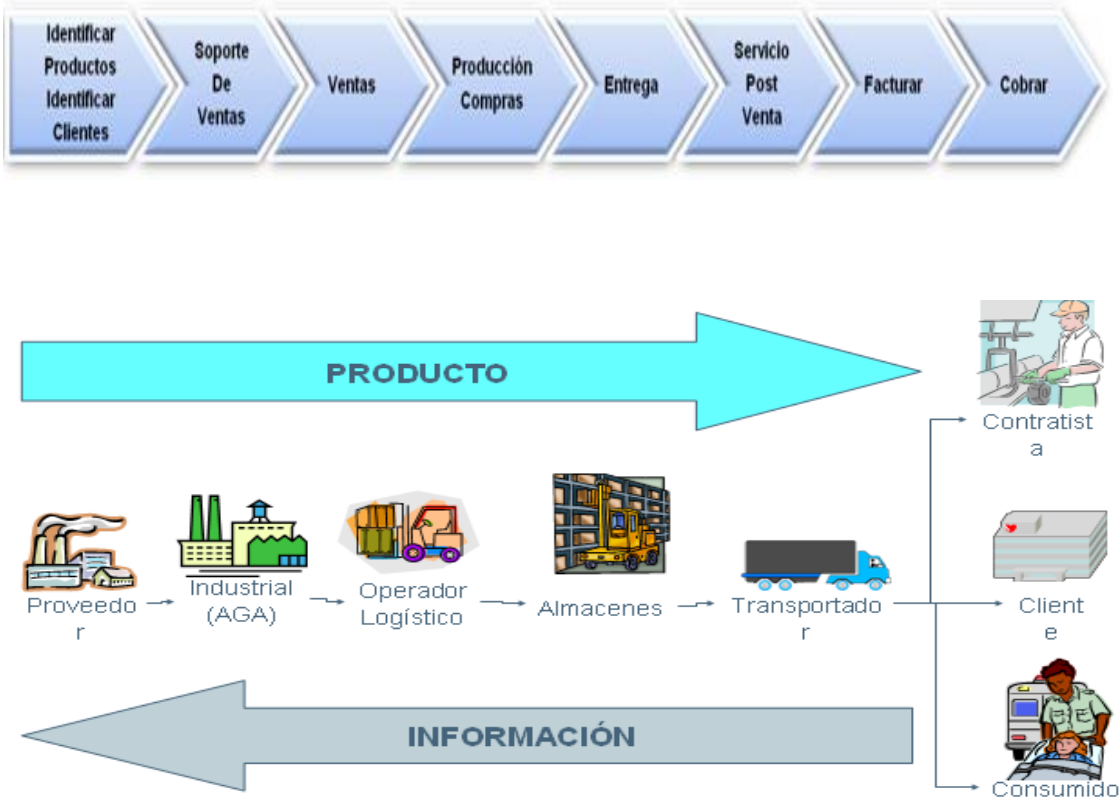 Identificar
Productos
Identificar
Clientes
Soporte
De
Ventas
Ventas
Producción
Compras
Entrega
Servicio
Post
Venta
Facturar
Cobrar
PRODUCTO
Contratist
a
Proveedo
r
Industrial
(AGA)
Operador
Logístico
Almacenes
Transportado
r
Client
e
INFORMACIÓN
Consumido